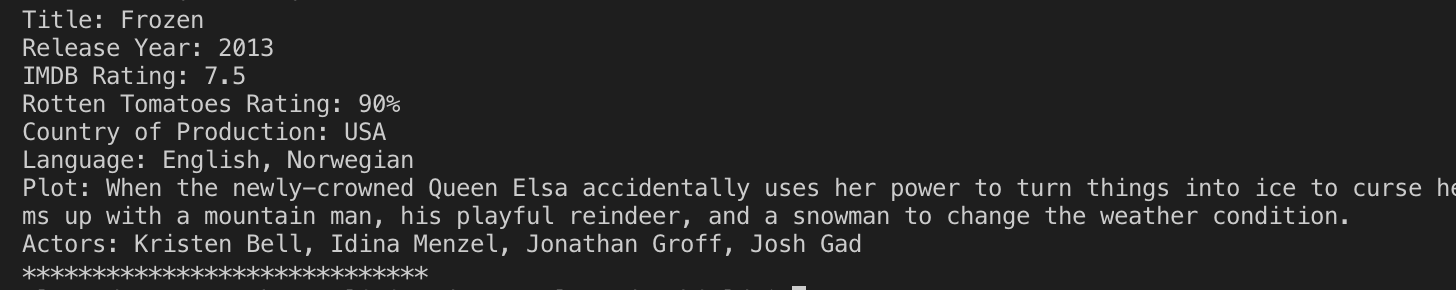 Title: Frozen
Release Year: 2013
IMDB Rating: 7.5
Rotten Tomatoes Rating: 90%
Country of Production: USA
Language: English, Norwegian
Plot: When the newly-crowned Queen Elsa accidentally uses her power to turn things into ice to curse he
ms up with a mountain man, his playful reindeer, and a snowman to change the weather condition.
Actors: Kristen Bell, Idina Menzel, Jonathan Groff, Josh Gad
*****************************